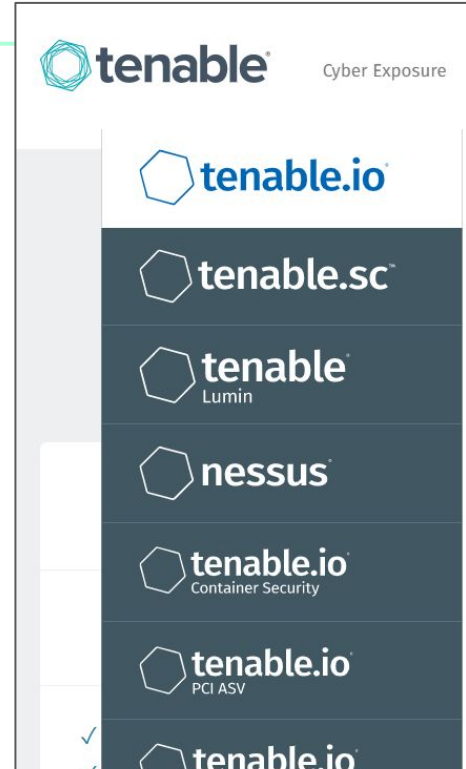 tenable®
Cyber Exposure
tenable.io®
tenable.sc™
tenable®
Lumin
nessus®
tenable.io®
Container Security
tenable.io®
PCI ASV
tenable.io®